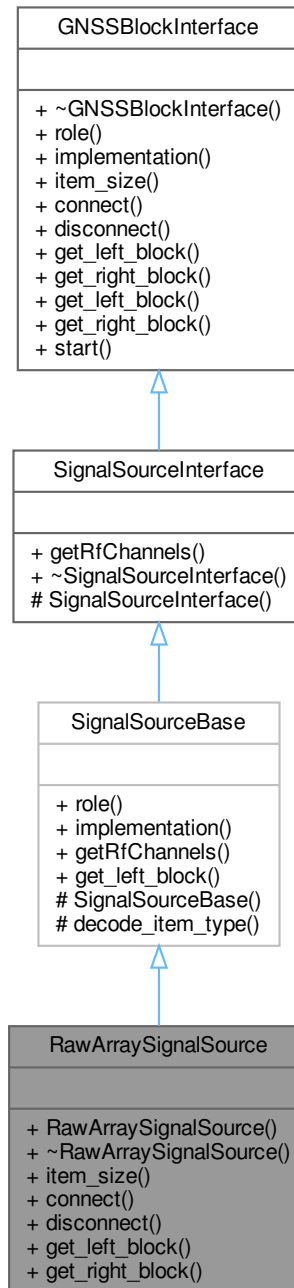 GNSSBlockInterface
+ ~GNSSBlockInterface()
+ role()
+ implementation()
+ item_size()
+ connect()
+ disconnect()
+ get_left_block()
+ get_right_block()
+ get_left_block()
+ get_right_block()
+ start()
SignalSourceInterface
+ getRfChannels()
+ ~SignalSourceInterface()
# SignalSourceInterface()
SignalSourceBase
+ role()
+ implementation()
+ getRfChannels()
+ get_left_block()
# SignalSourceBase()
# decode_item_type()
RawArraySignalSource
+ RawArraySignalSource()
+ ~RawArraySignalSource()
+ item_size()
+ connect()
+ disconnect()
+ get_left_block()
+ get_right_block()